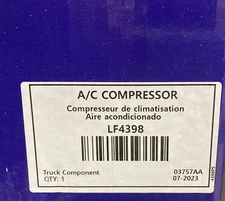 A/C COMPRESSOR
Compresseur de climatisation
Aire acondicionado
LF4398
Truck Component
03757AA
QTY: 1
07-2023